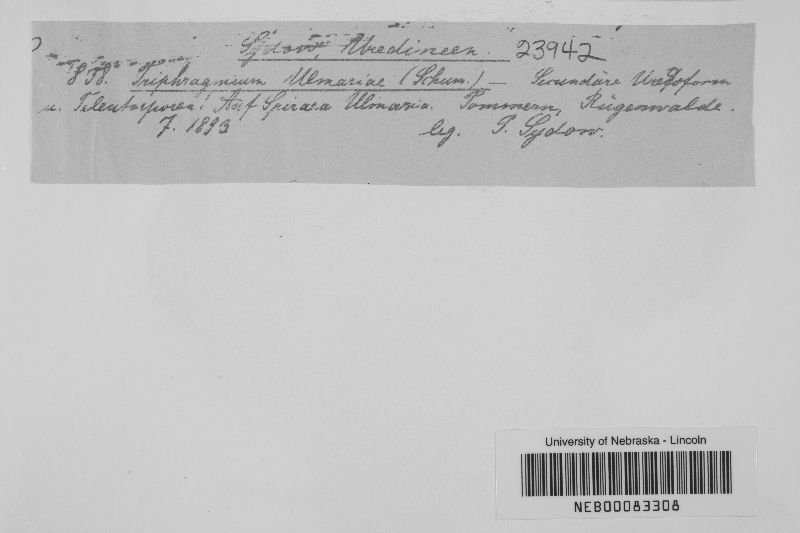 Sydow, Uredineen. 23942
858. Triphragmium Ulmariae (Schum.) — Secundäre Uredoform
u. Teleutosporen: Auf Spiraea Ulmaria. Pommern, Rügenwalde.
7. 1893 leg. P. Sydow.
University of Nebraska - Lincoln
NEB00083308